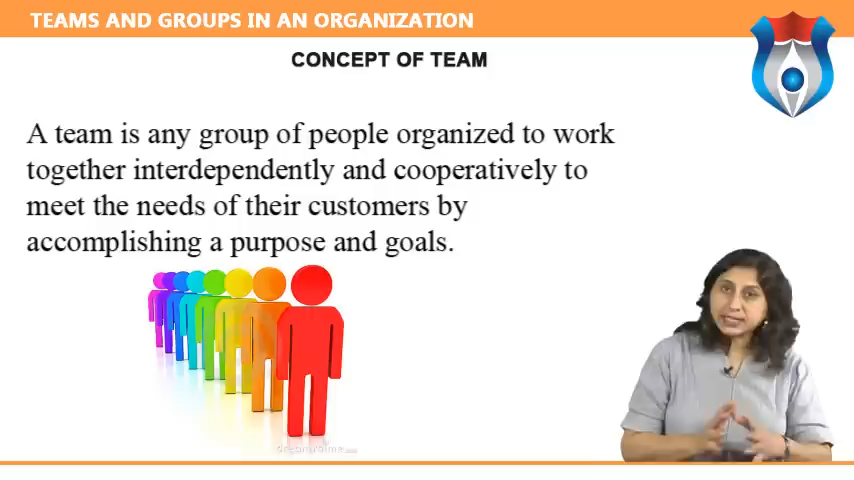 TEAMS AND GROUPS IN AN ORGANIZATION
CONCEPT OF TEAM
A team is any group of people organized to work
together interdependently and cooperatively to
meet the needs of their customers by
accomplishing a purpose and goals.